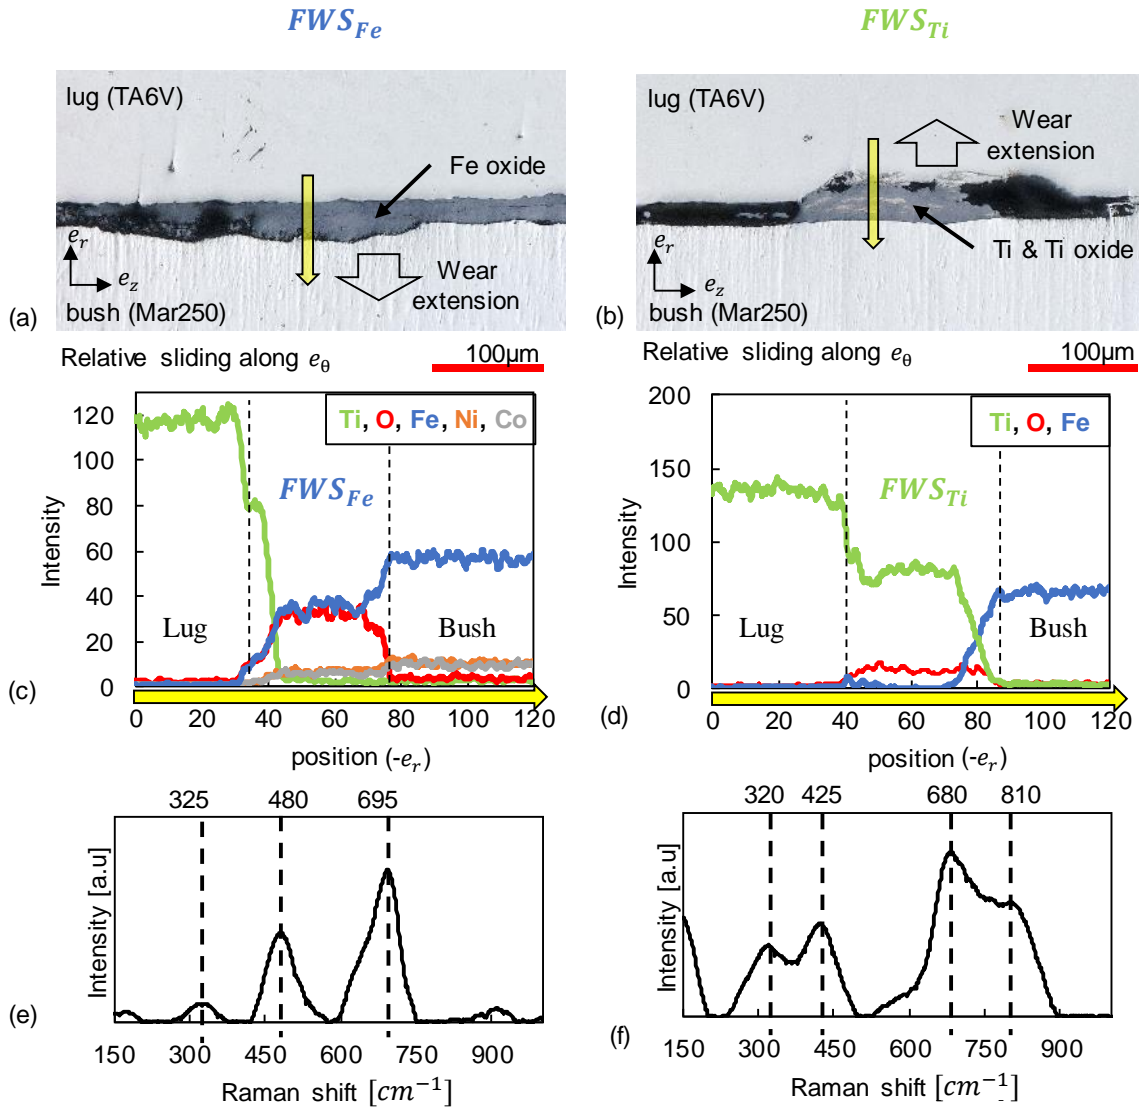 FWS_Fe
FWS_Ti
lug (TA6V)
Fe oxide
e_r
e_z
Wear
extension
bush (Mar250)
(a)
lug (TA6V)
Wear
extension
Ti & Ti oxide
e_r
e_z
bush (Mar250)
(b)
Relative sliding along e_θ
100µm
Relative sliding along e_θ
100µm
120
100
80
60
40
20
0
Intensity
Ti, O, Fe, Ni, Co
FWS_Fe
Lug
Bush
(c)
0 20 40 60 80 100 120
position (-e_r)
200
150
100
50
0
Intensity
Ti, O, Fe
FWS_Ti
Lug
Bush
(d)
0 20 40 60 80 100 120
position (-e_r)
325 480 695
Intensity [a.u]
(e)
150 300 450 600 750 900
Raman shift [cm⁻¹]
320 425 680 810
Intensity [a.u]
(f)
150 300 450 600 750 900
Raman shift [cm⁻¹]